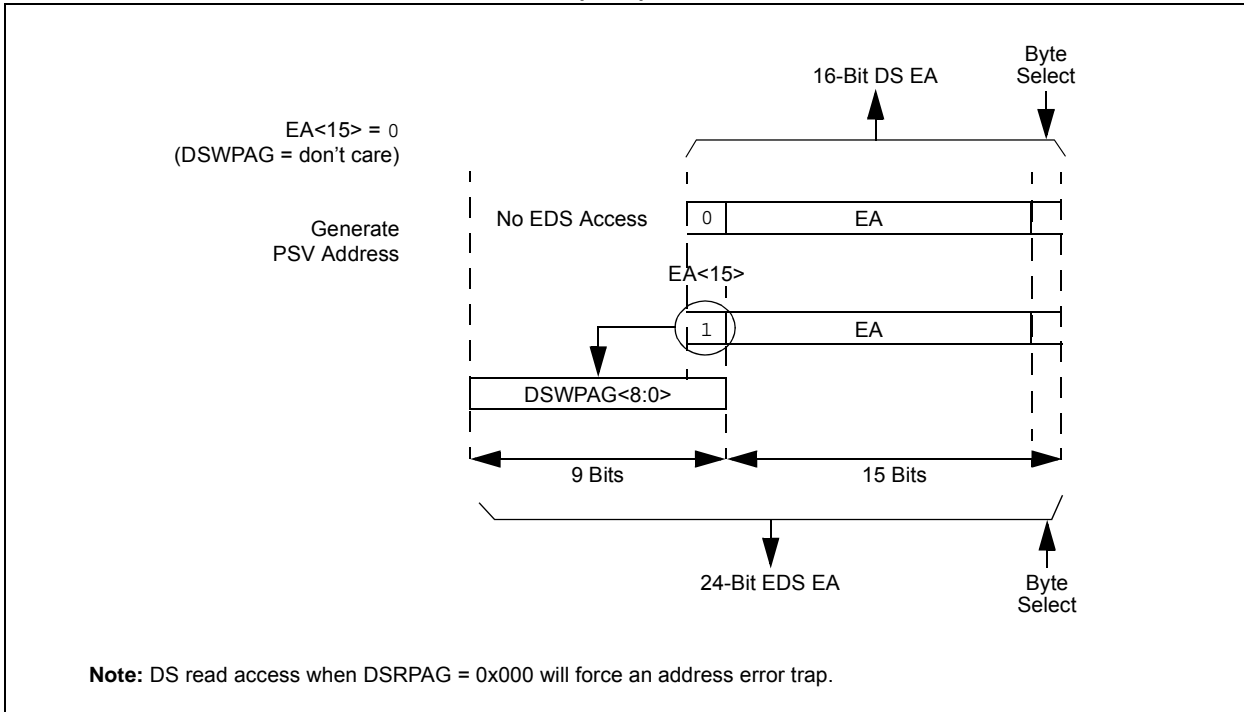 Byte
Select
16-Bit DS EA
EA<15> = 0
(DSWPAG = don't care)
No EDS Access
0
EA
Generate
PSV Address
EA<15>
1
EA
DSWPAG<8:0>
9 Bits
15 Bits
24-Bit EDS EA
Byte
Select
Note: DS read access when DSRPAG = 0x000 will force an address error trap.